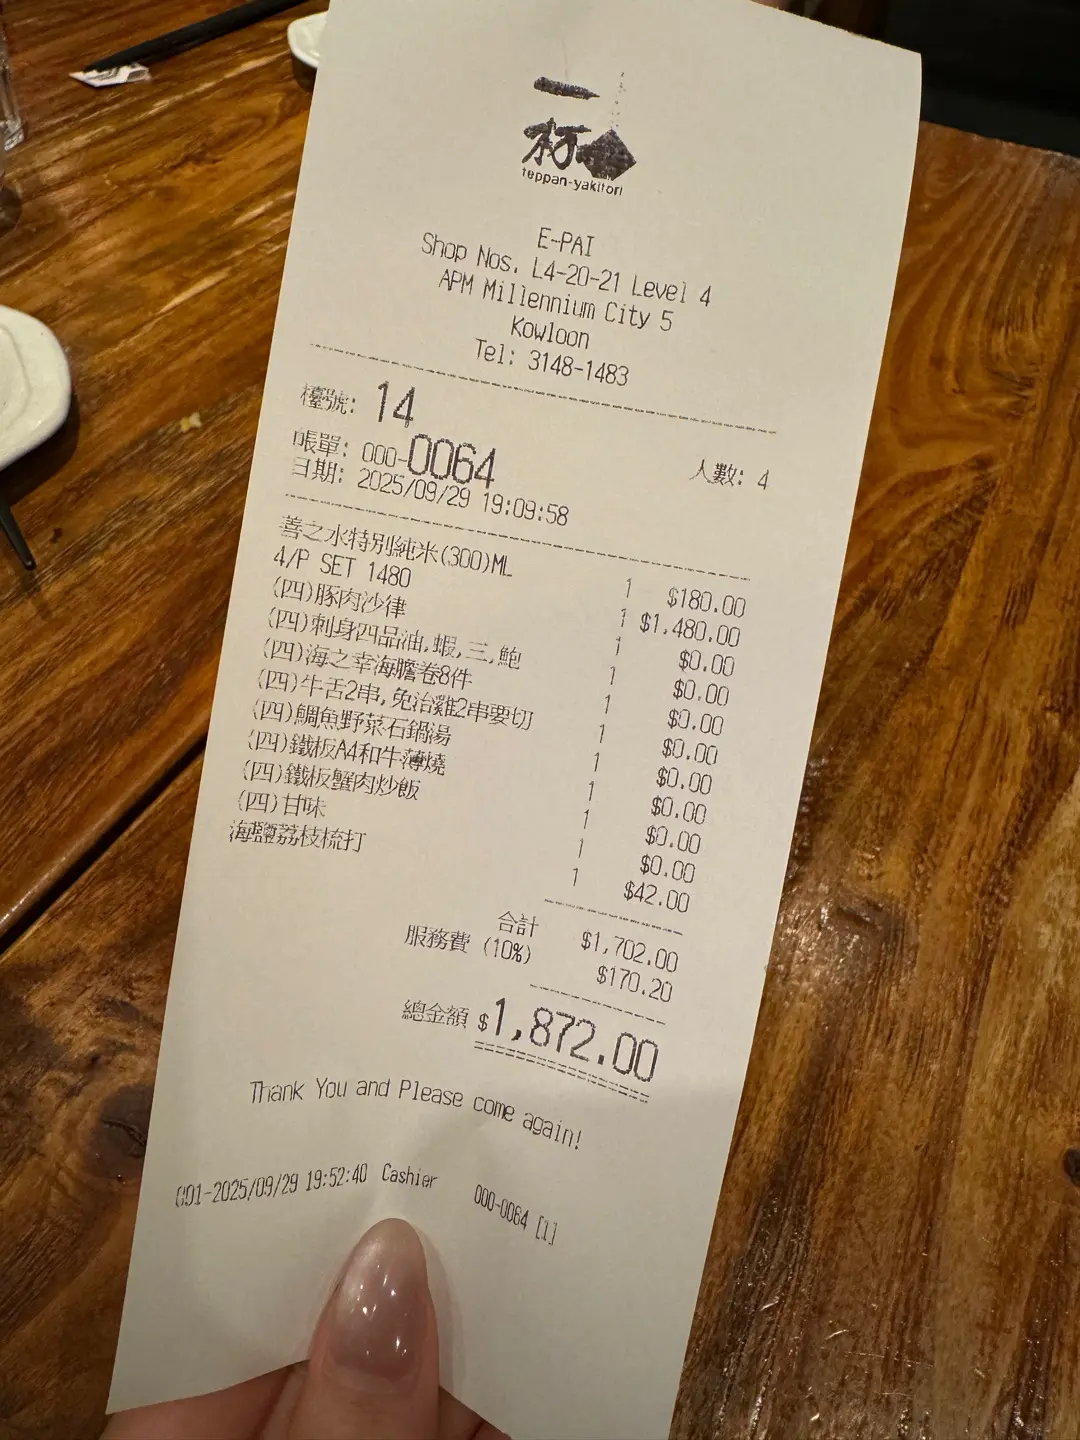 一杯
teppan-yakitori
E-PAI
Shop Nos. L4-20-21 Level 4
APM Millennium City 5
Kowloon
Tel: 3148-1483
檯號: 14
帳單: 000-0064 人數: 4
日期: 2025/09/29 19:09:58
善之水特別純米(300)ML 1 $180.00
4/P SET 1480 1 $1,480.00
(四)豚肉沙律 1 $0.00
(四)刺身四品油,蝦,三,鮑 1 $0.00
(四)海之幸海膽卷8件 1 $0.00
(四)牛舌2串,免治雞2串要切 1 $0.00
(四)鯛魚野菜石鍋湯 1 $0.00
(四)鐵板A4和牛薄燒 1 $0.00
(四)鐵板蟹肉炒飯 1 $0.00
(四)甘味 1 $0.00
海鹽荔枝梳打 1 $42.00
合計 $1,702.00
服務費 (10%) $170.20
總金額 $1,872.00
Thank You and Please come again!
001-2025/09/29 19:52:40 Cashier 000-0064 [1]